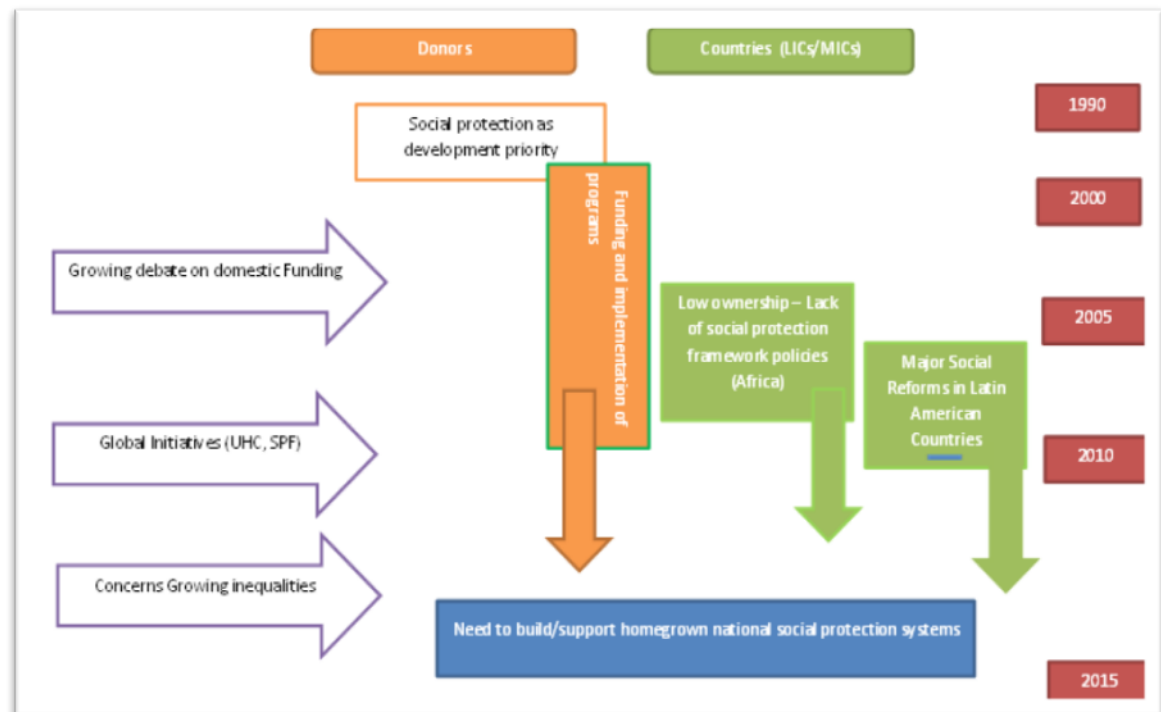 Donors
Countries (LICs/MICs)
1990
Social protection as
development priority
2000
Funding and implementation of
programs
Growing debate on domestic Funding
Low ownership – Lack
of social protection
framework policies
(Africa)
2005
Major Social
Reforms in Latin
American
Countries
Global Initiatives (UHC, SPF)
2010
Concerns Growing inequalities
Need to build/support homegrown national social protection systems
2015